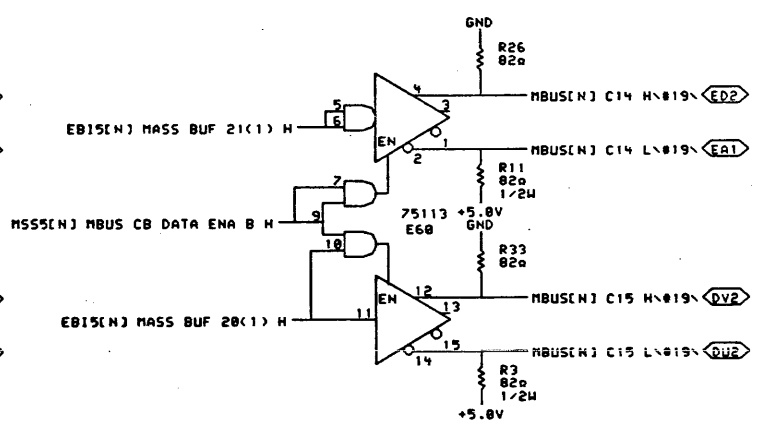 GND
R26
82Ω
4
MBUS[N] C14 H\#19\ ED2
5
6
3
EBI5[N] MASS BUF 21(1) H
EN
1
MBUS[N] C14 L\#19\ EA1
2
R11
82Ω
1/2W
7
75113
E60
+5.0V
GND
MSS5[N] MBUS CB DATA ENA B H
9
10
R33
82Ω
EN
12
MBUS[N] C15 H\#19\ DV2
13
EBI5[N] MASS BUF 20(1) H
11
15
MBUS[N] C15 L\#19\ DU2
14
R3
82Ω
1/2W
+5.0V